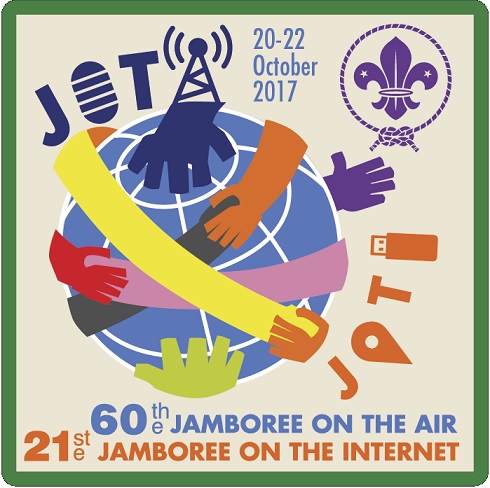 JOTA
20-22
October
2017
JOTI
60th e JAMBOREE ON THE AIR
21st e JAMBOREE ON THE INTERNET